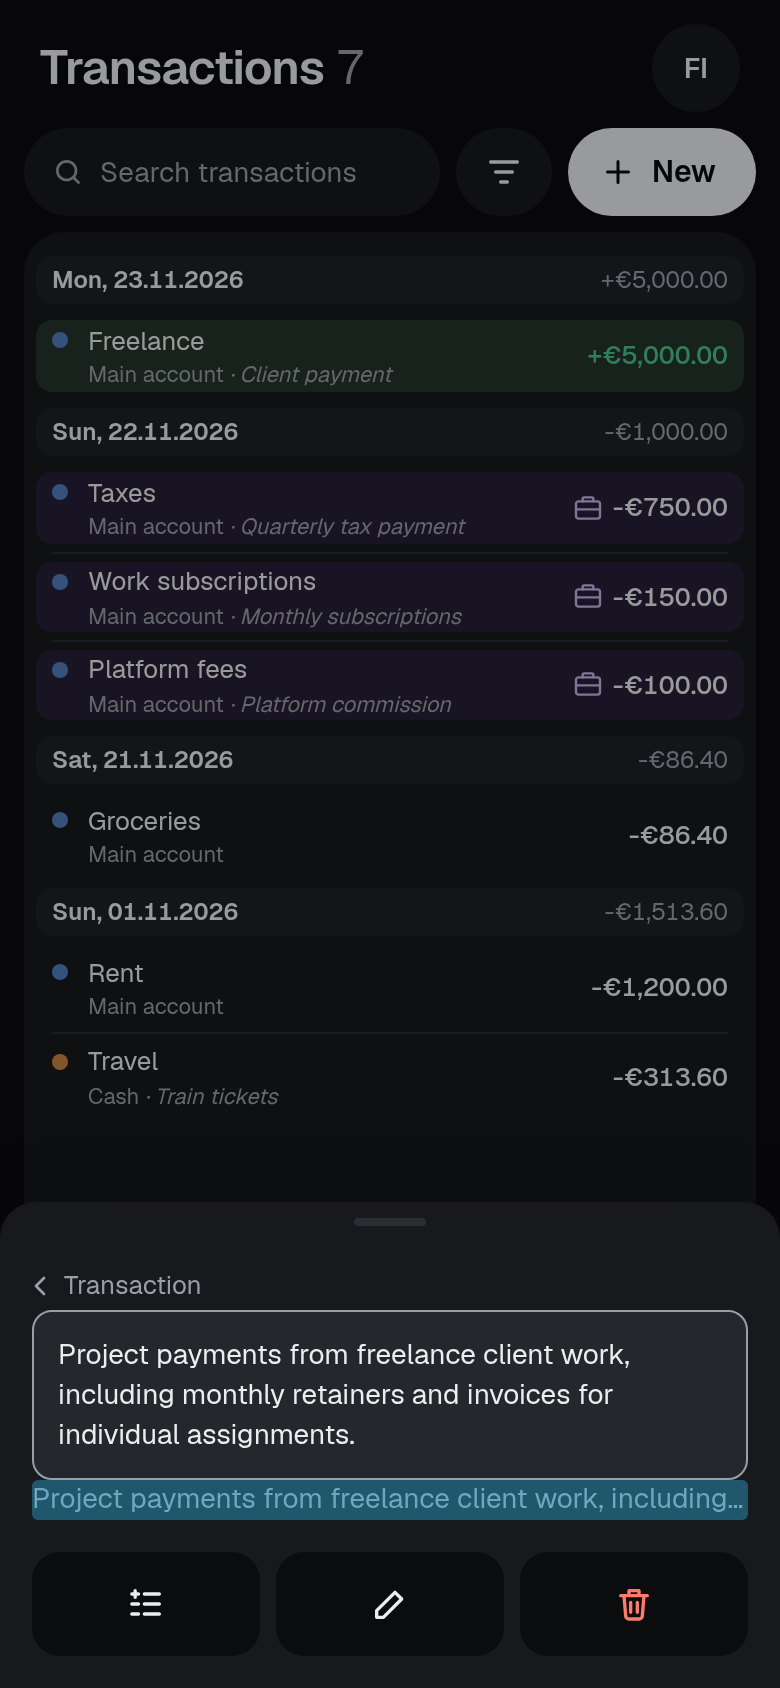 Transactions 7
FI
Search transactions
New
Mon, 23.11.2026 +€5,000.00
Freelance
Main account · Client payment
+€5,000.00
Sun, 22.11.2026 -€1,000.00
Taxes
Main account · Quarterly tax payment
-€750.00
Work subscriptions
Main account · Monthly subscriptions
-€150.00
Platform fees
Main account · Platform commission
-€100.00
Sat, 21.11.2026 -€86.40
Groceries
Main account
-€86.40
Sun, 01.11.2026 -€1,513.60
Rent
Main account
-€1,200.00
Travel
Cash · Train tickets
-€313.60
Transaction
Project payments from freelance client work,
including monthly retainers and invoices for
individual assignments.
Project payments from freelance client work, including...